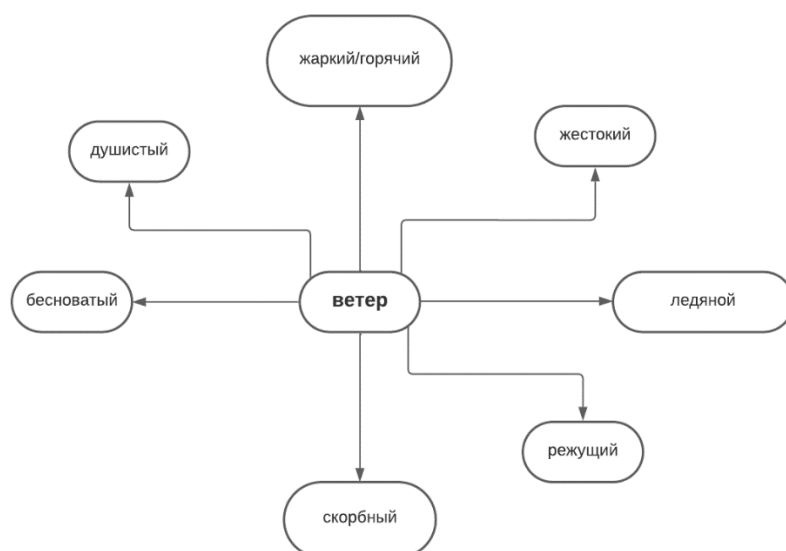 жаркий/горячий
жестокий
душистый
бесноватый
ветер
ледяной
режущий
скорбный